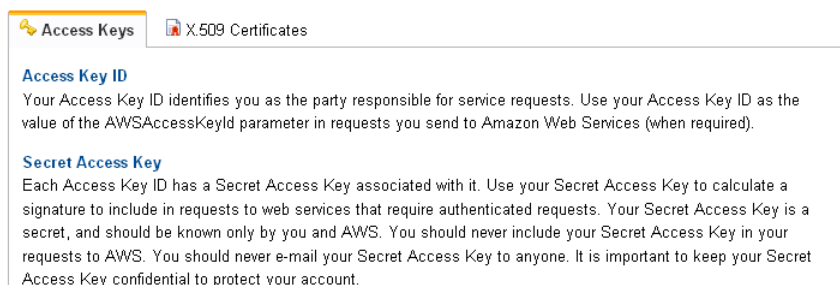 Access Keys
X.509 Certificates
Access Key ID
Your Access Key ID identifies you as the party responsible for service requests. Use your Access Key ID as the
value of the AWSAccessKeyId parameter in requests you send to Amazon Web Services (when required).
Secret Access Key
Each Access Key ID has a Secret Access Key associated with it. Use your Secret Access Key to calculate a
signature to include in requests to web services that require authenticated requests. Your Secret Access Key is a
secret, and should be known only by you and AWS. You should never include your Secret Access Key in your
requests to AWS. You should never e-mail your Secret Access Key to anyone. It is important to keep your Secret
Access Key confidential to protect your account.